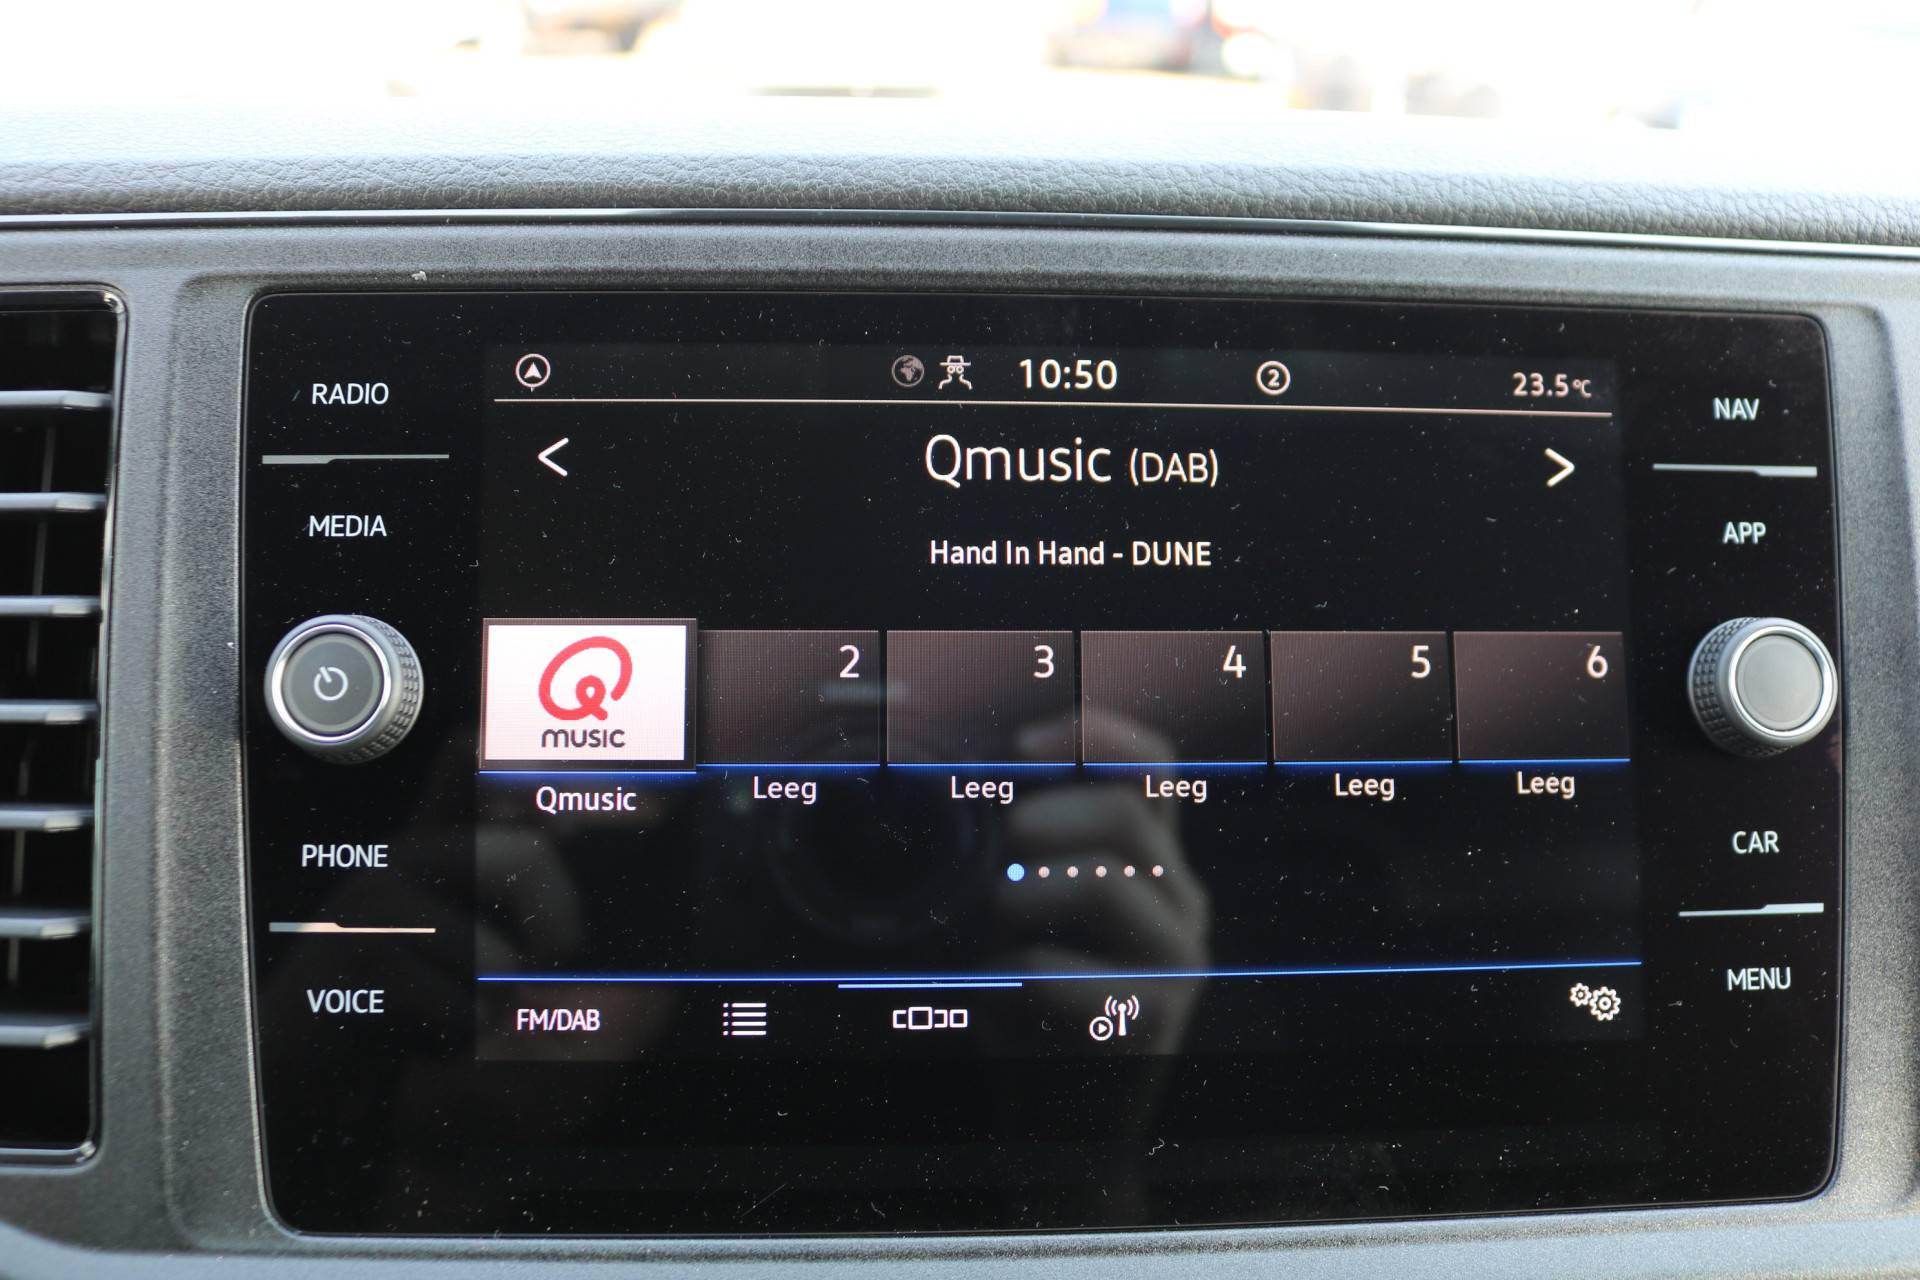 RADIO
MEDIA
PHONE
VOICE
10:50
2
23.5°C
< Qmusic (DAB) >
Hand In Hand - DUNE
Q
music
2
3
4
5
6
Qmusic
Leeg
Leeg
Leeg
Leeg
Leeg
FM/DAB
NAV
APP
CAR
MENU